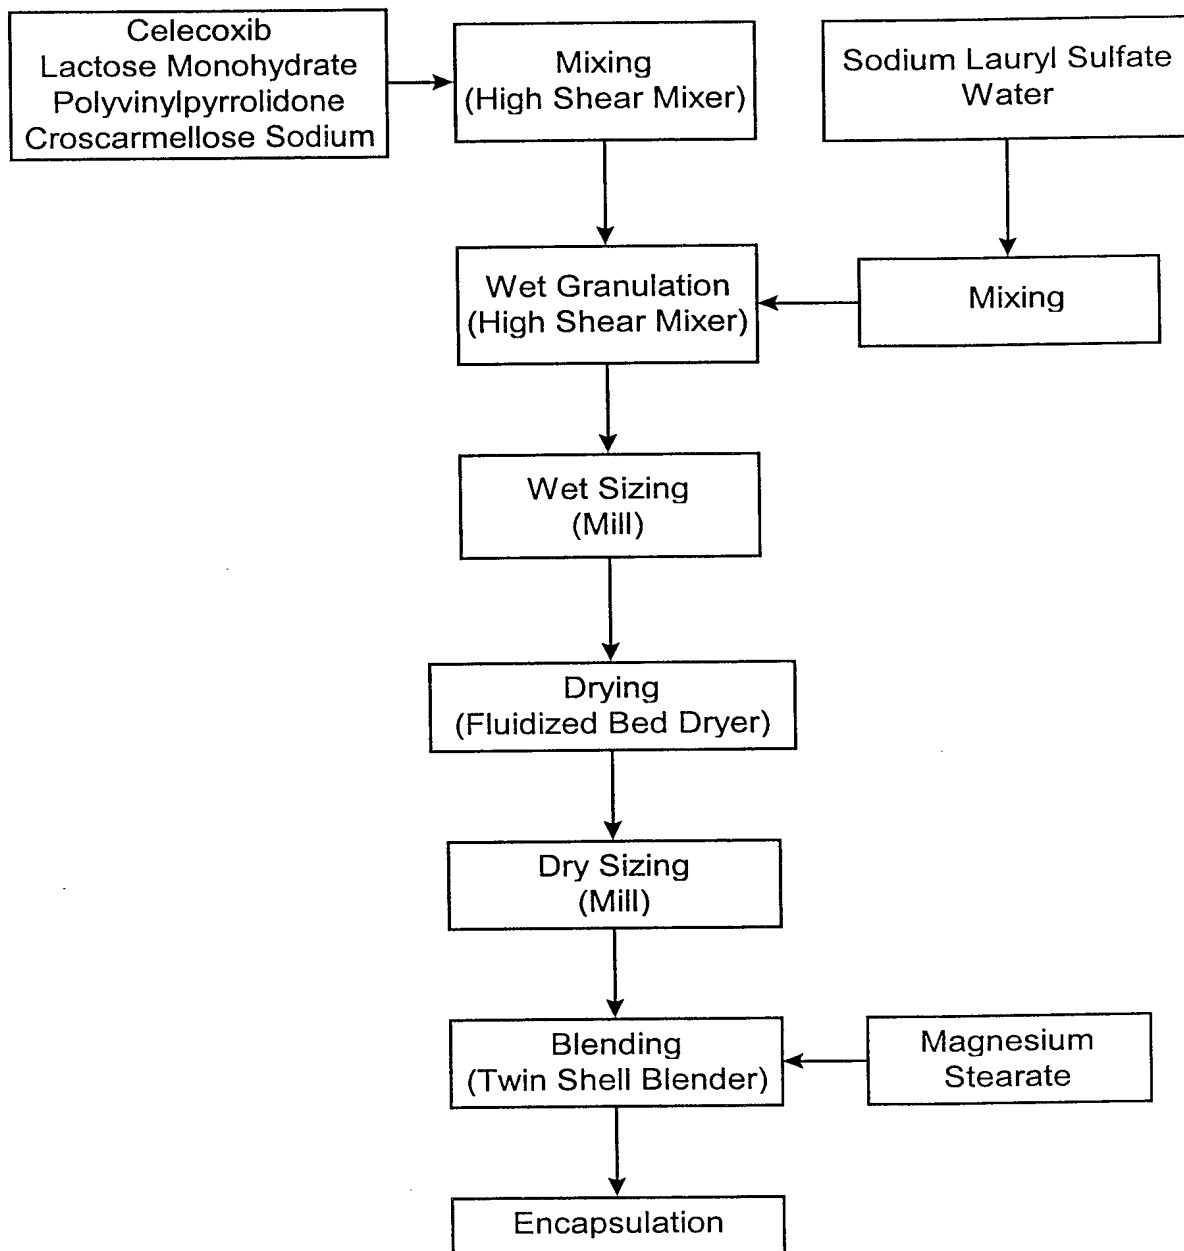 Celecoxib
Lactose Monohydrate
Polyvinylpyrrolidone
Croscarmellose Sodium
Mixing
(High Shear Mixer)
Sodium Lauryl Sulfate
Water
Wet Granulation
(High Shear Mixer)
Mixing
Wet Sizing
(Mill)
Drying
(Fluidized Bed Dryer)
Dry Sizing
(Mill)
Blending
(Twin Shell Blender)
Magnesium
Stearate
Encapsulation